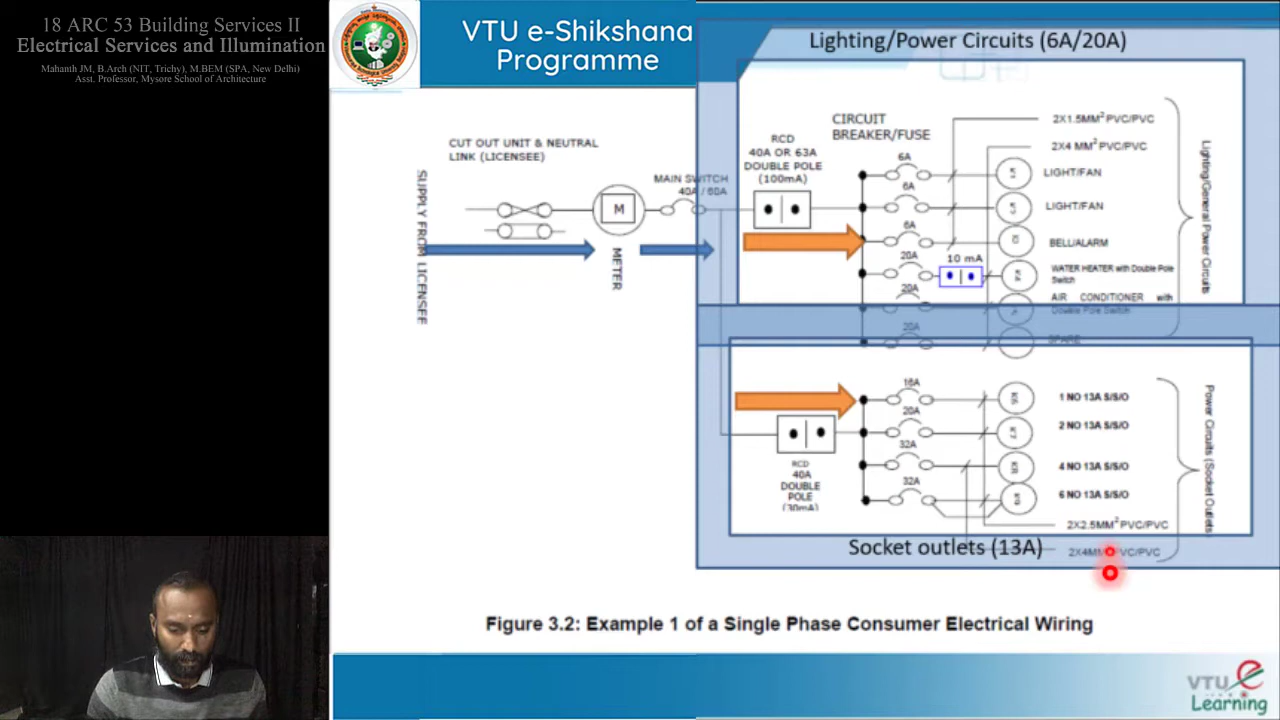 18 ARC 53 Building Services II
Electrical Services and Illumination
Mahanth JM, B.Arch (NIT, Trichy), M.BEM (SPA, New Delhi)
Asst. Professor, Mysore School of Architecture
VTU e-Shikshana
Programme
Lighting/Power Circuits (6A/20A)
CUT OUT UNIT & NEUTRAL
LINK (LICENSEE)
SUPPLY FROM LICENSEE
M
METER
MAIN SWITCH
40A / 60A
RCD
40A OR 63A
DOUBLE POLE
(100mA)
CIRCUIT
BREAKER/FUSE
6A
6A
6A
20A
10 mA
20A
20A
2X1.5MM² PVC/PVC
2X4 MM² PVC/PVC
LIGHT/FAN
LIGHT/FAN
BELL/ALARM
WATER HEATER with Double Pole
Switch
AIR CONDITIONER with
Double Pole Switch
SPARE
Lighting/General Power Circuits
RCD
40A
DOUBLE
POLE
(30mA)
16A
20A
32A
32A
1 NO 13A S/S/O
2 NO 13A S/S/O
4 NO 13A S/S/O
6 NO 13A S/S/O
2X2.5MM² PVC/PVC
Power Circuits (Socket Outlets)
Socket outlets (13A)
Figure 3.2: Example 1 of a Single Phase Consumer Electrical Wiring
VTU e
Learning